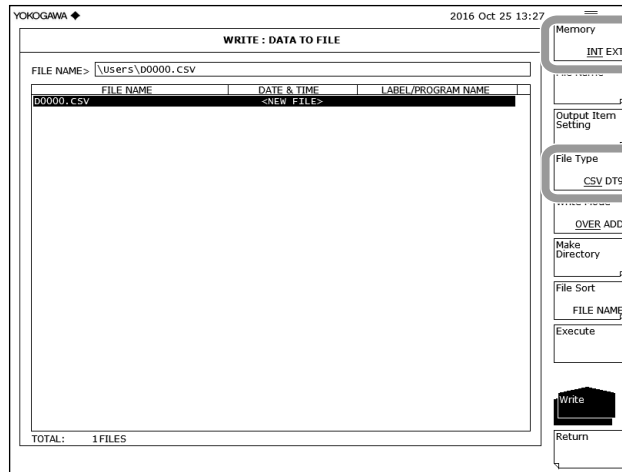 YOKOGAWA ◆
2016 Oct 25 13:27
WRITE : DATA TO FILE
FILE NAME> \Users\D0000.CSV
FILE NAME DATE & TIME LABEL/PROGRAM NAME
D0000.CSV <NEW FILE>
TOTAL: 1FILES
Memory
INT EXT
Output Item
Setting
File Type
CSV DT9
OVER ADD
Make
Directory
File Sort
FILE NAME
Execute
Write
Return